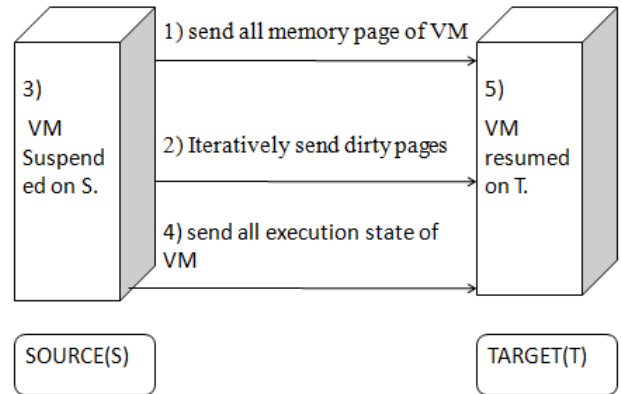 1) send all memory page of VM
3)
VM
Suspend
ed on S.
2) Iteratively send dirty pages
4) send all execution state of
VM
5)
VM
resumed
on T.
SOURCE(S)
TARGET(T)